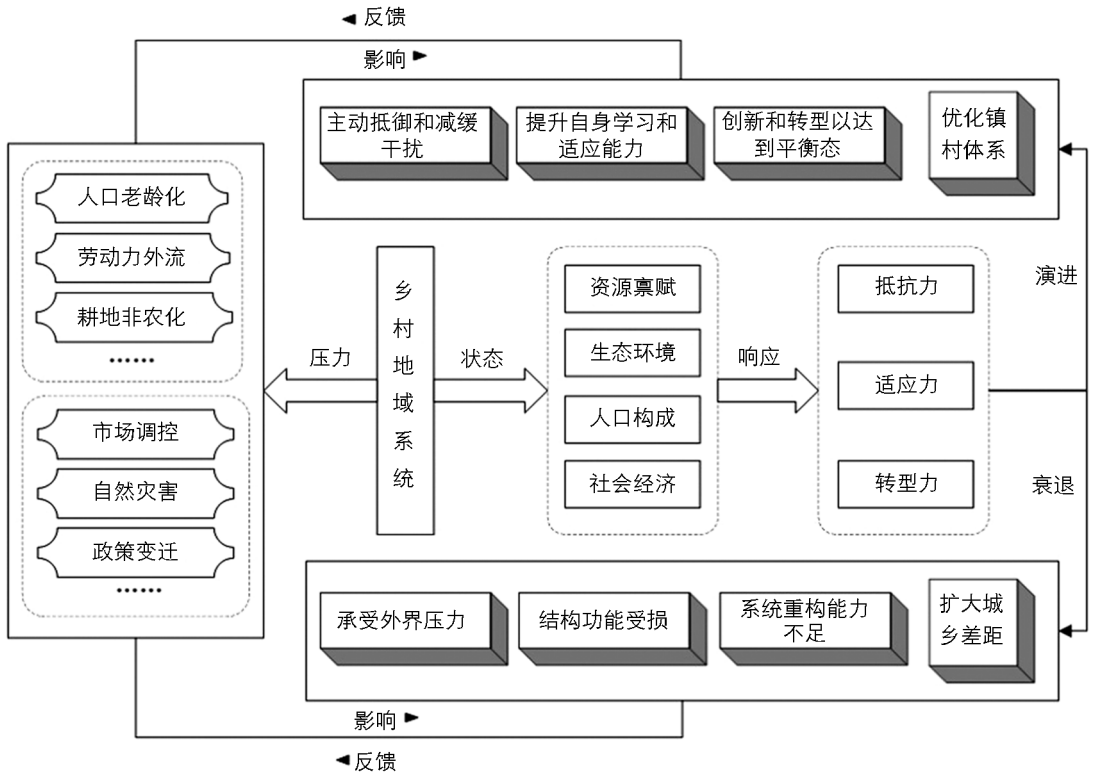 反馈
影响
主动抵御和减缓
干扰
提升自身学习和
适应能力
创新和转型以达
到平衡态
优化镇
村体系
人口老龄化
劳动力外流
耕地非农化
......
市场调控
自然灾害
政策变迁
......
压力
乡村地域系统
状态
资源禀赋
生态环境
人口构成
社会经济
响应
抵抗力
适应力
转型力
演进
衰退
承受外界压力
结构功能受损
系统重构能力
不足
扩大城
乡差距
影响
反馈